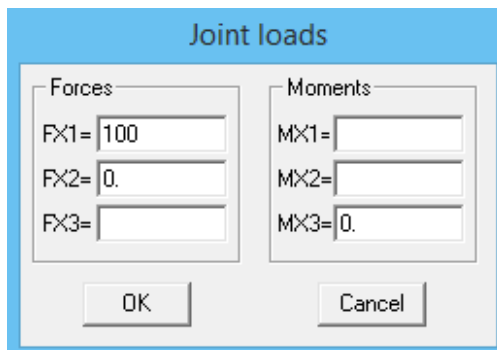 Joint loads
Forces
Moments
FX1= 100
MX1=
FX2= 0.
MX2=
FX3=
MX3= 0.
OK
Cancel